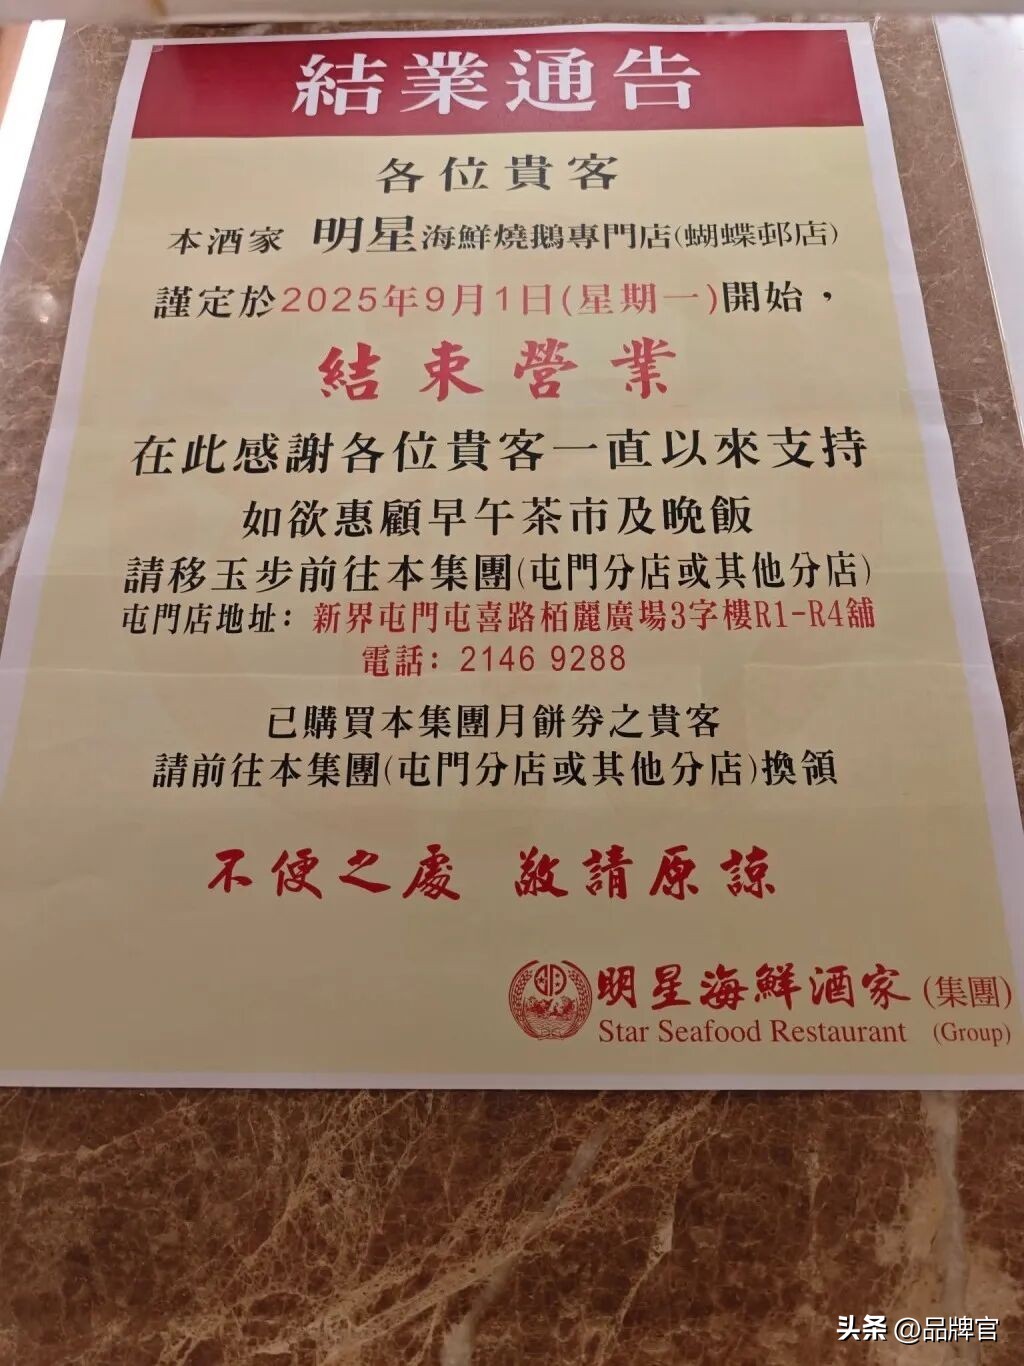 結業通告
各位貴客
本酒家 明星海鮮燒鵝專門店(蝴蝶邨店)
謹定於2025年9月1日(星期一)開始，
結束營業
在此感謝各位貴客一直以來支持
如欲惠顧早午茶市及晚飯
請移玉步前往本集團(屯門分店或其他分店)
屯門店地址：新界屯門屯喜路栢麗廣場3字樓R1-R4舖
電話：2146 9288
已購買本集團月餅券之貴客
請前往本集團(屯門分店或其他分店)換領
不便之處 敬請原諒
明星海鮮酒家(集團)
Star Seafood Restaurant (Group)
头条 @品牌官